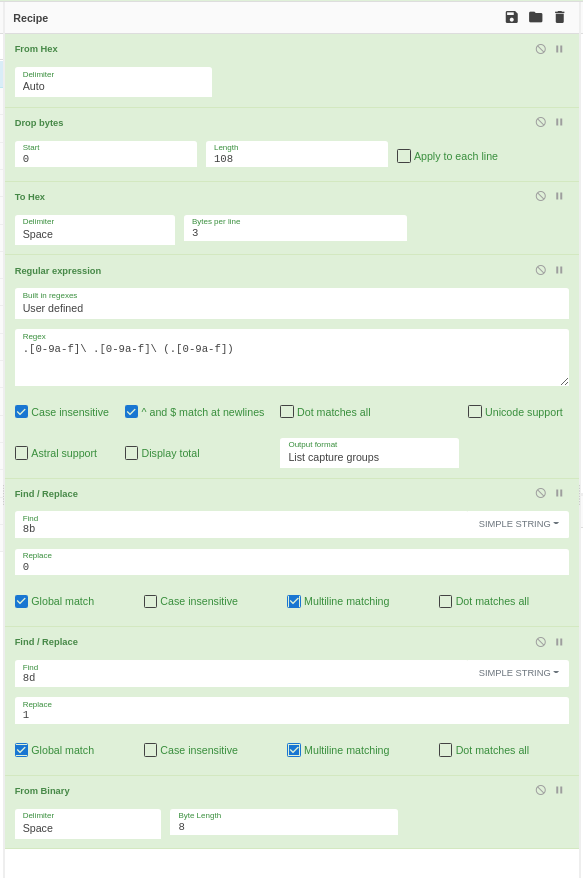 Recipe
From Hex
Delimiter
Auto
Drop bytes
Start
0
Length
108
Apply to each line
To Hex
Delimiter
Space
Bytes per line
3
Regular expression
Built in regexes
User defined
Regex
.[0-9a-f]\ .[0-9a-f]\ (.[0-9a-f])
Case insensitive
^ and $ match at newlines
Dot matches all
Unicode support
Astral support
Display total
Output format
List capture groups
Find / Replace
Find
8b
SIMPLE STRING
Replace
0
Global match
Case insensitive
Multiline matching
Dot matches all
Find / Replace
Find
8d
SIMPLE STRING
Replace
1
Global match
Case insensitive
Multiline matching
Dot matches all
From Binary
Delimiter
Space
Byte Length
8